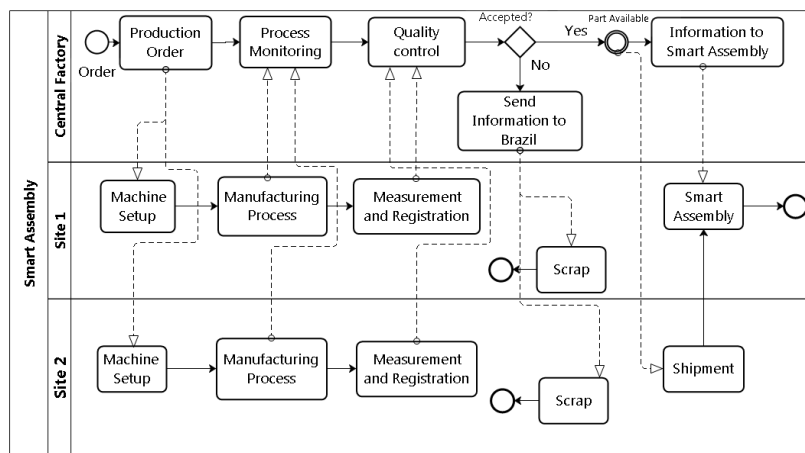 Smart Assembly
Central Factory
Order
Production
Order
Process
Monitoring
Quality
control
Accepted?
Yes
No
Part Available
Information to
Smart Assembly
Send
Information to
Brazil
Site 1
Machine
Setup
Manufacturing
Process
Measurement
and Registration
Scrap
Smart
Assembly
Site 2
Machine
Setup
Manufacturing
Process
Measurement
and Registration
Scrap
Shipment